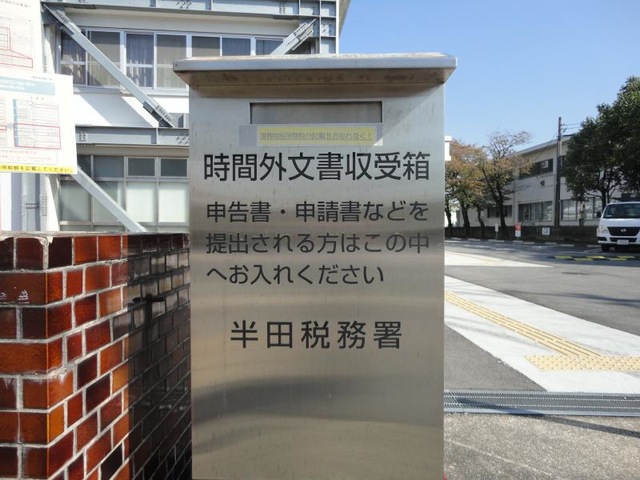 時間外文書収受箱
申告書・申請書などを
提出される方はこの中
へお入れください
半田税務署